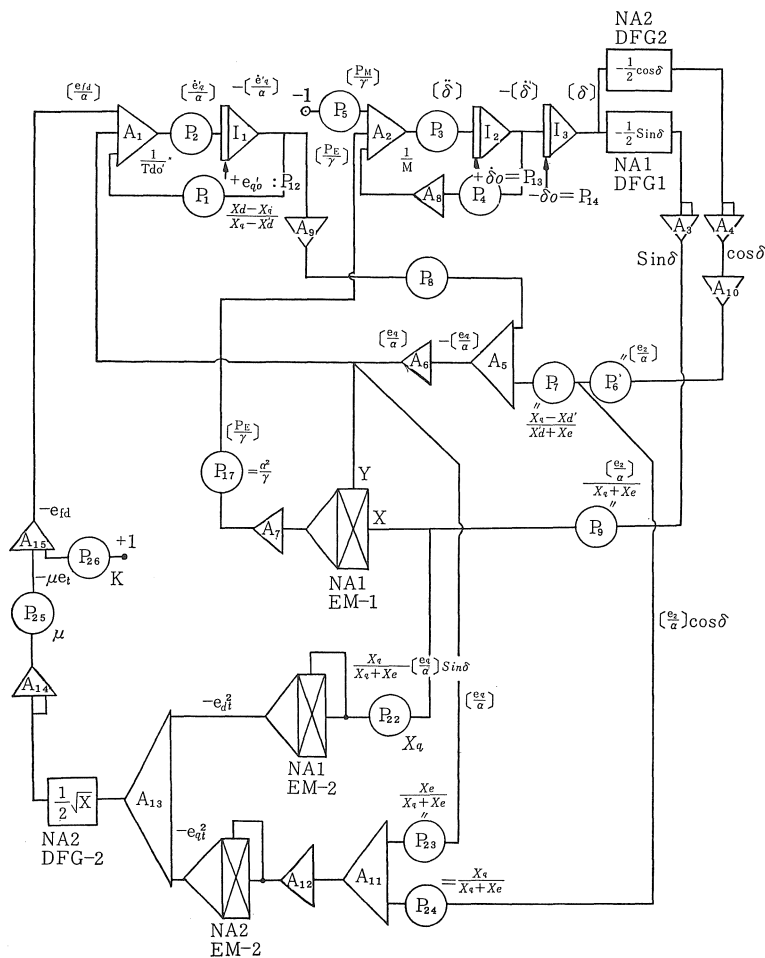 NA2
DFG2
[e_fd/α]
[ė'_q/α]
-[ė'_q/α]
[P_M/γ]
-1
[δ̈]
-[δ̇]
[δ]
-1/2 cosδ
A₁
P₂
I₁
P₅
A₂
P₃
I₂
I₃
-1/2 Sinδ
[P_E/γ]
1/Tdo'
1/M
NA1
DFG1
+e_qo' : P₁₂
+δ̇o=P₁₃
-δo=P₁₄
P₁
A₈
P₄
Xd-Xq/Xq-X'd
A₉
A₃
A₄
Sinδ
cosδ
P₈
A₁₀
[e_q/α]
-[e_q/α]
A₆
A₅
P₇
P₆'
〃[e₂/α]
〃
Xq-Xd'/X'd+Xe
[P_E/γ]
P₁₇
=α²/γ
Y
X
[e₂/α]/Xq+Xe
〃
P₉
A₇
NA1
EM-1
-e_fd
A₁₅
P₂₆
+1
K
-μe_t
P₂₅
μ
[e₂/α]cosδ
Xq/Xq+Xe-[e_q/α]Sinδ
[e_q/α]
A₁₄
-e_dt²
P₂₂
Xq
NA1
EM-2
1/2 √X
A₁₃
NA2
DFG-2
Xe/Xq+Xe
〃
P₂₃
-e_qt²
A₁₂
A₁₁
P₂₄
=Xq/Xq+Xe
NA2
EM-2